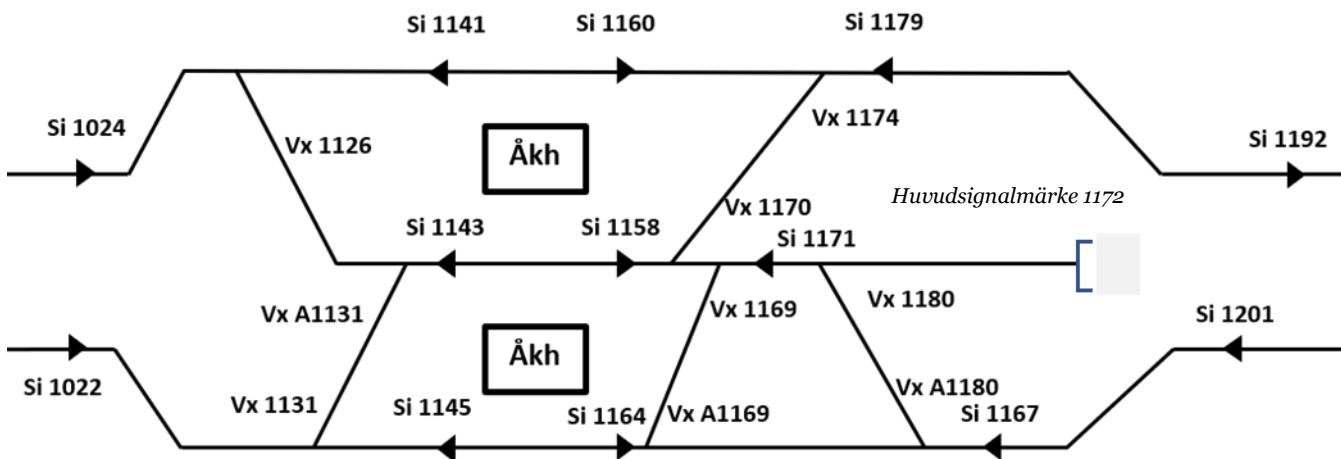 Si 1141
Si 1160
Si 1179
Si 1024
Vx 1126
Åkh
Vx 1174
Si 1192
Huvudsignalmärke 1172
Vx 1170
Si 1143
Si 1158
Si 1171
Vx A1131
Vx 1169
Vx 1180
Si 1201
Åkh
Si 1022
Vx 1131
Si 1145
Si 1164
Vx A1169
Vx A1180
Si 1167